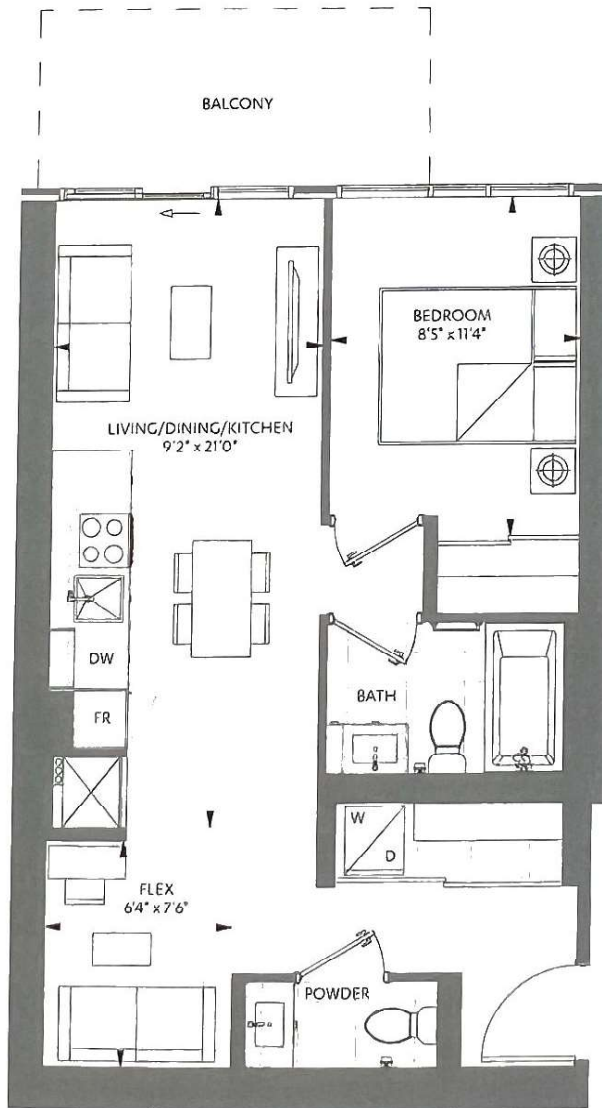 BALCONY
BEDROOM
8'5" x 11'4"
LIVING/DINING/KITCHEN
9'2" x 21'0"
DW
FR
BATH
W
D
FLEX
6'4" x 7'6"
POWDER